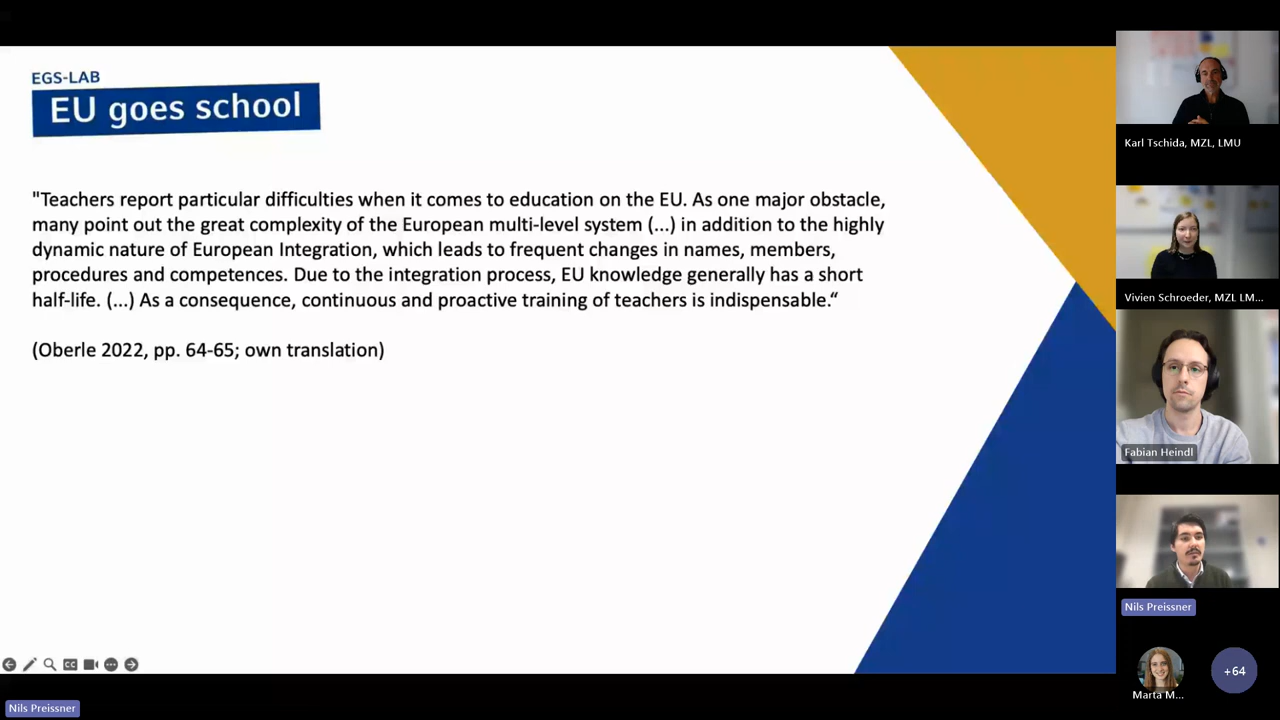 EGS-LAB
EU goes school
"Teachers report particular difficulties when it comes to education on the EU. As one major obstacle,
many point out the great complexity of the European multi-level system (...) in addition to the highly
dynamic nature of European Integration, which leads to frequent changes in names, members,
procedures and competences. Due to the integration process, EU knowledge generally has a short
half-life. (...) As a consequence, continuous and proactive training of teachers is indispensable.“
(Oberle 2022, pp. 64-65; own translation)
CC
Nils Preissner
Karl Tschida, MZL, LMU
Vivien Schroeder, MZL LM...
Fabian Heindl
Nils Preissner
Marta M...
+64